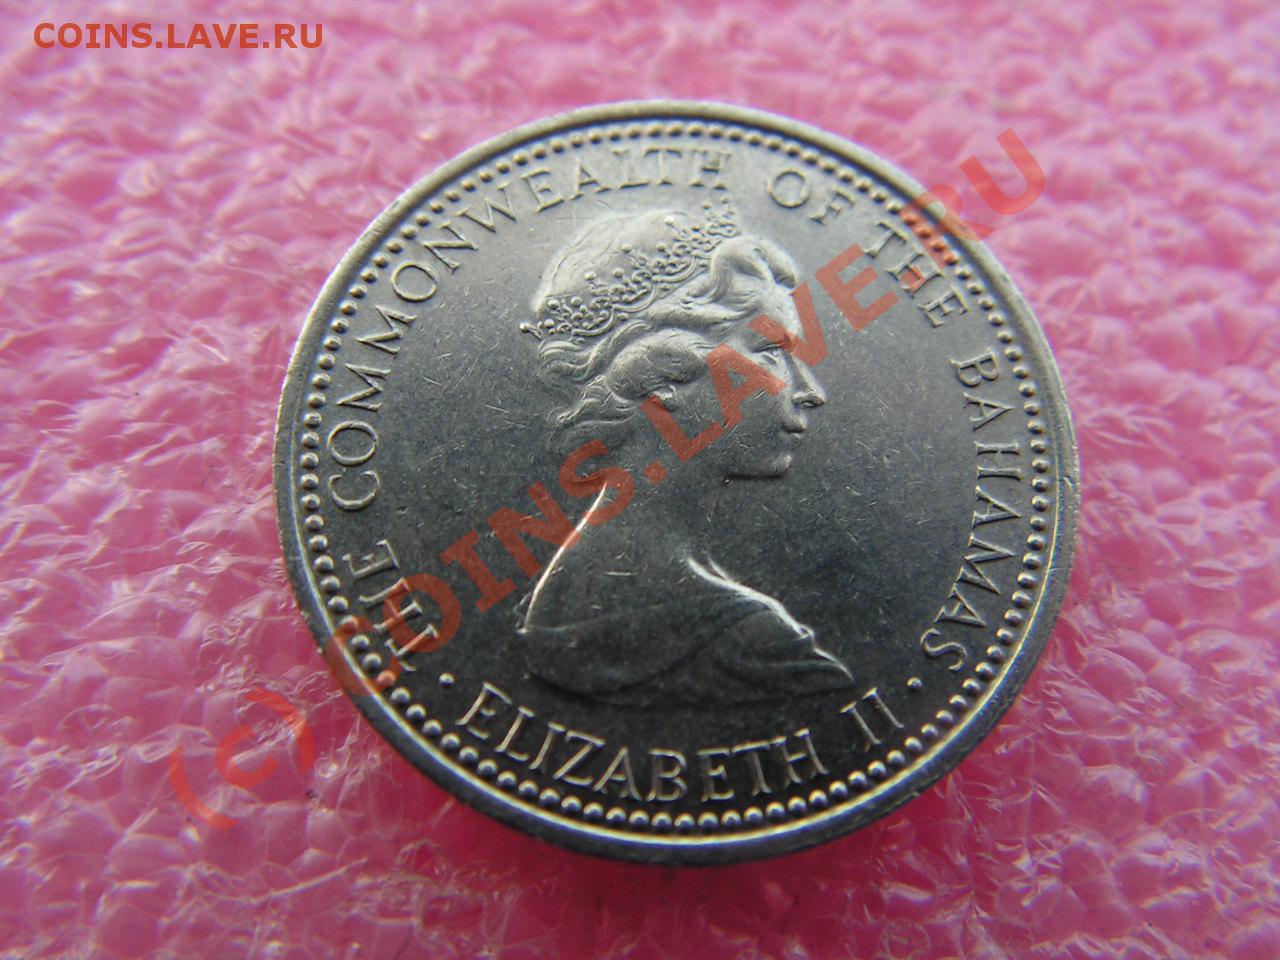 COINS.LAVE.RU
THE COMMONWEALTH OF THE BAHAMAS
· ELIZABETH II ·
(c) COINS.LAVE.RU